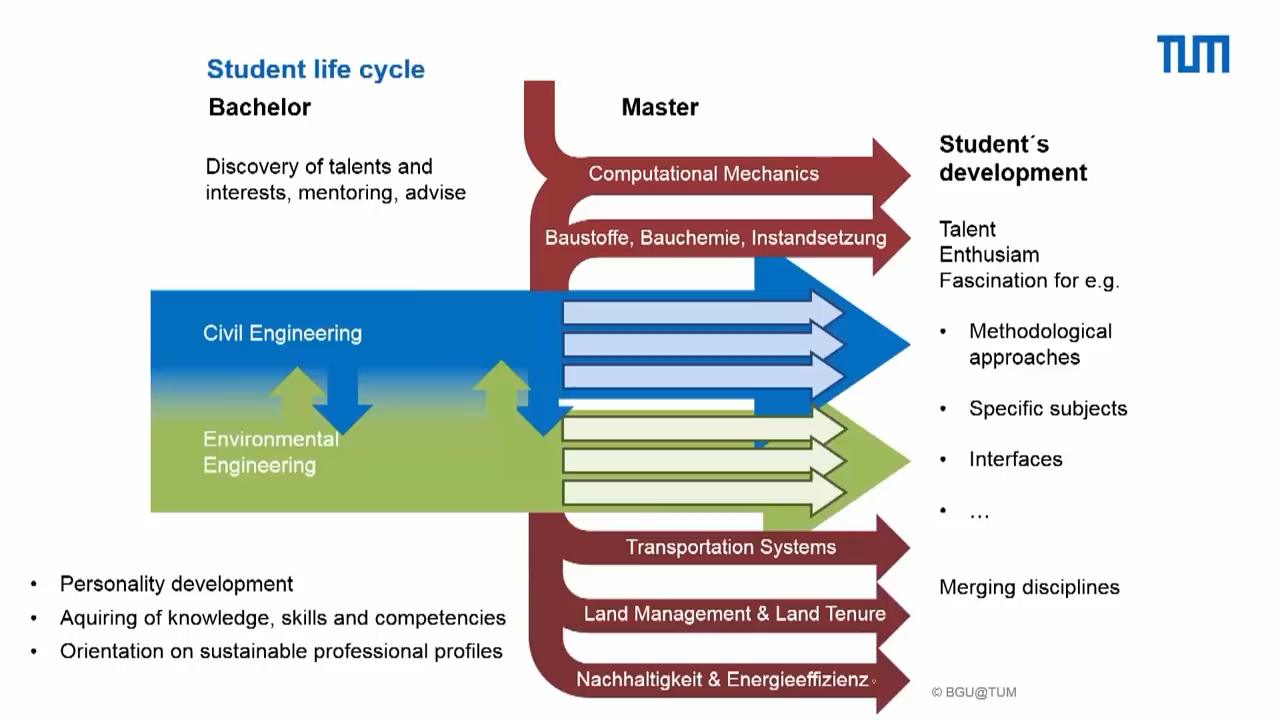 TUM
Student life cycle
Bachelor
Master
Discovery of talents and
interests, mentoring, advise
Computational Mechanics
Baustoffe, Bauchemie, Instandsetzung
Civil Engineering
Environmental
Engineering
Transportation Systems
Land Management & Land Tenure
Nachhaltigkeit & Energieeffizienz
• Personality development
• Aquiring of knowledge, skills and competencies
• Orientation on sustainable professional profiles
Student´s
development
Talent
Enthusiam
Fascination for e.g.
• Methodological
approaches
• Specific subjects
• Interfaces
• …
Merging disciplines
© BGU@TUM